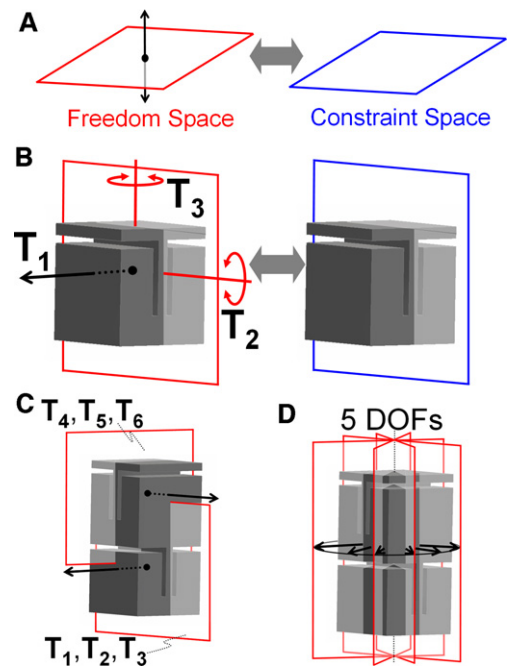 A
Freedom Space
Constraint Space
B
T3
T1
T2
C
T4, T5, T6
T1, T2, T3
D
5 DOFs